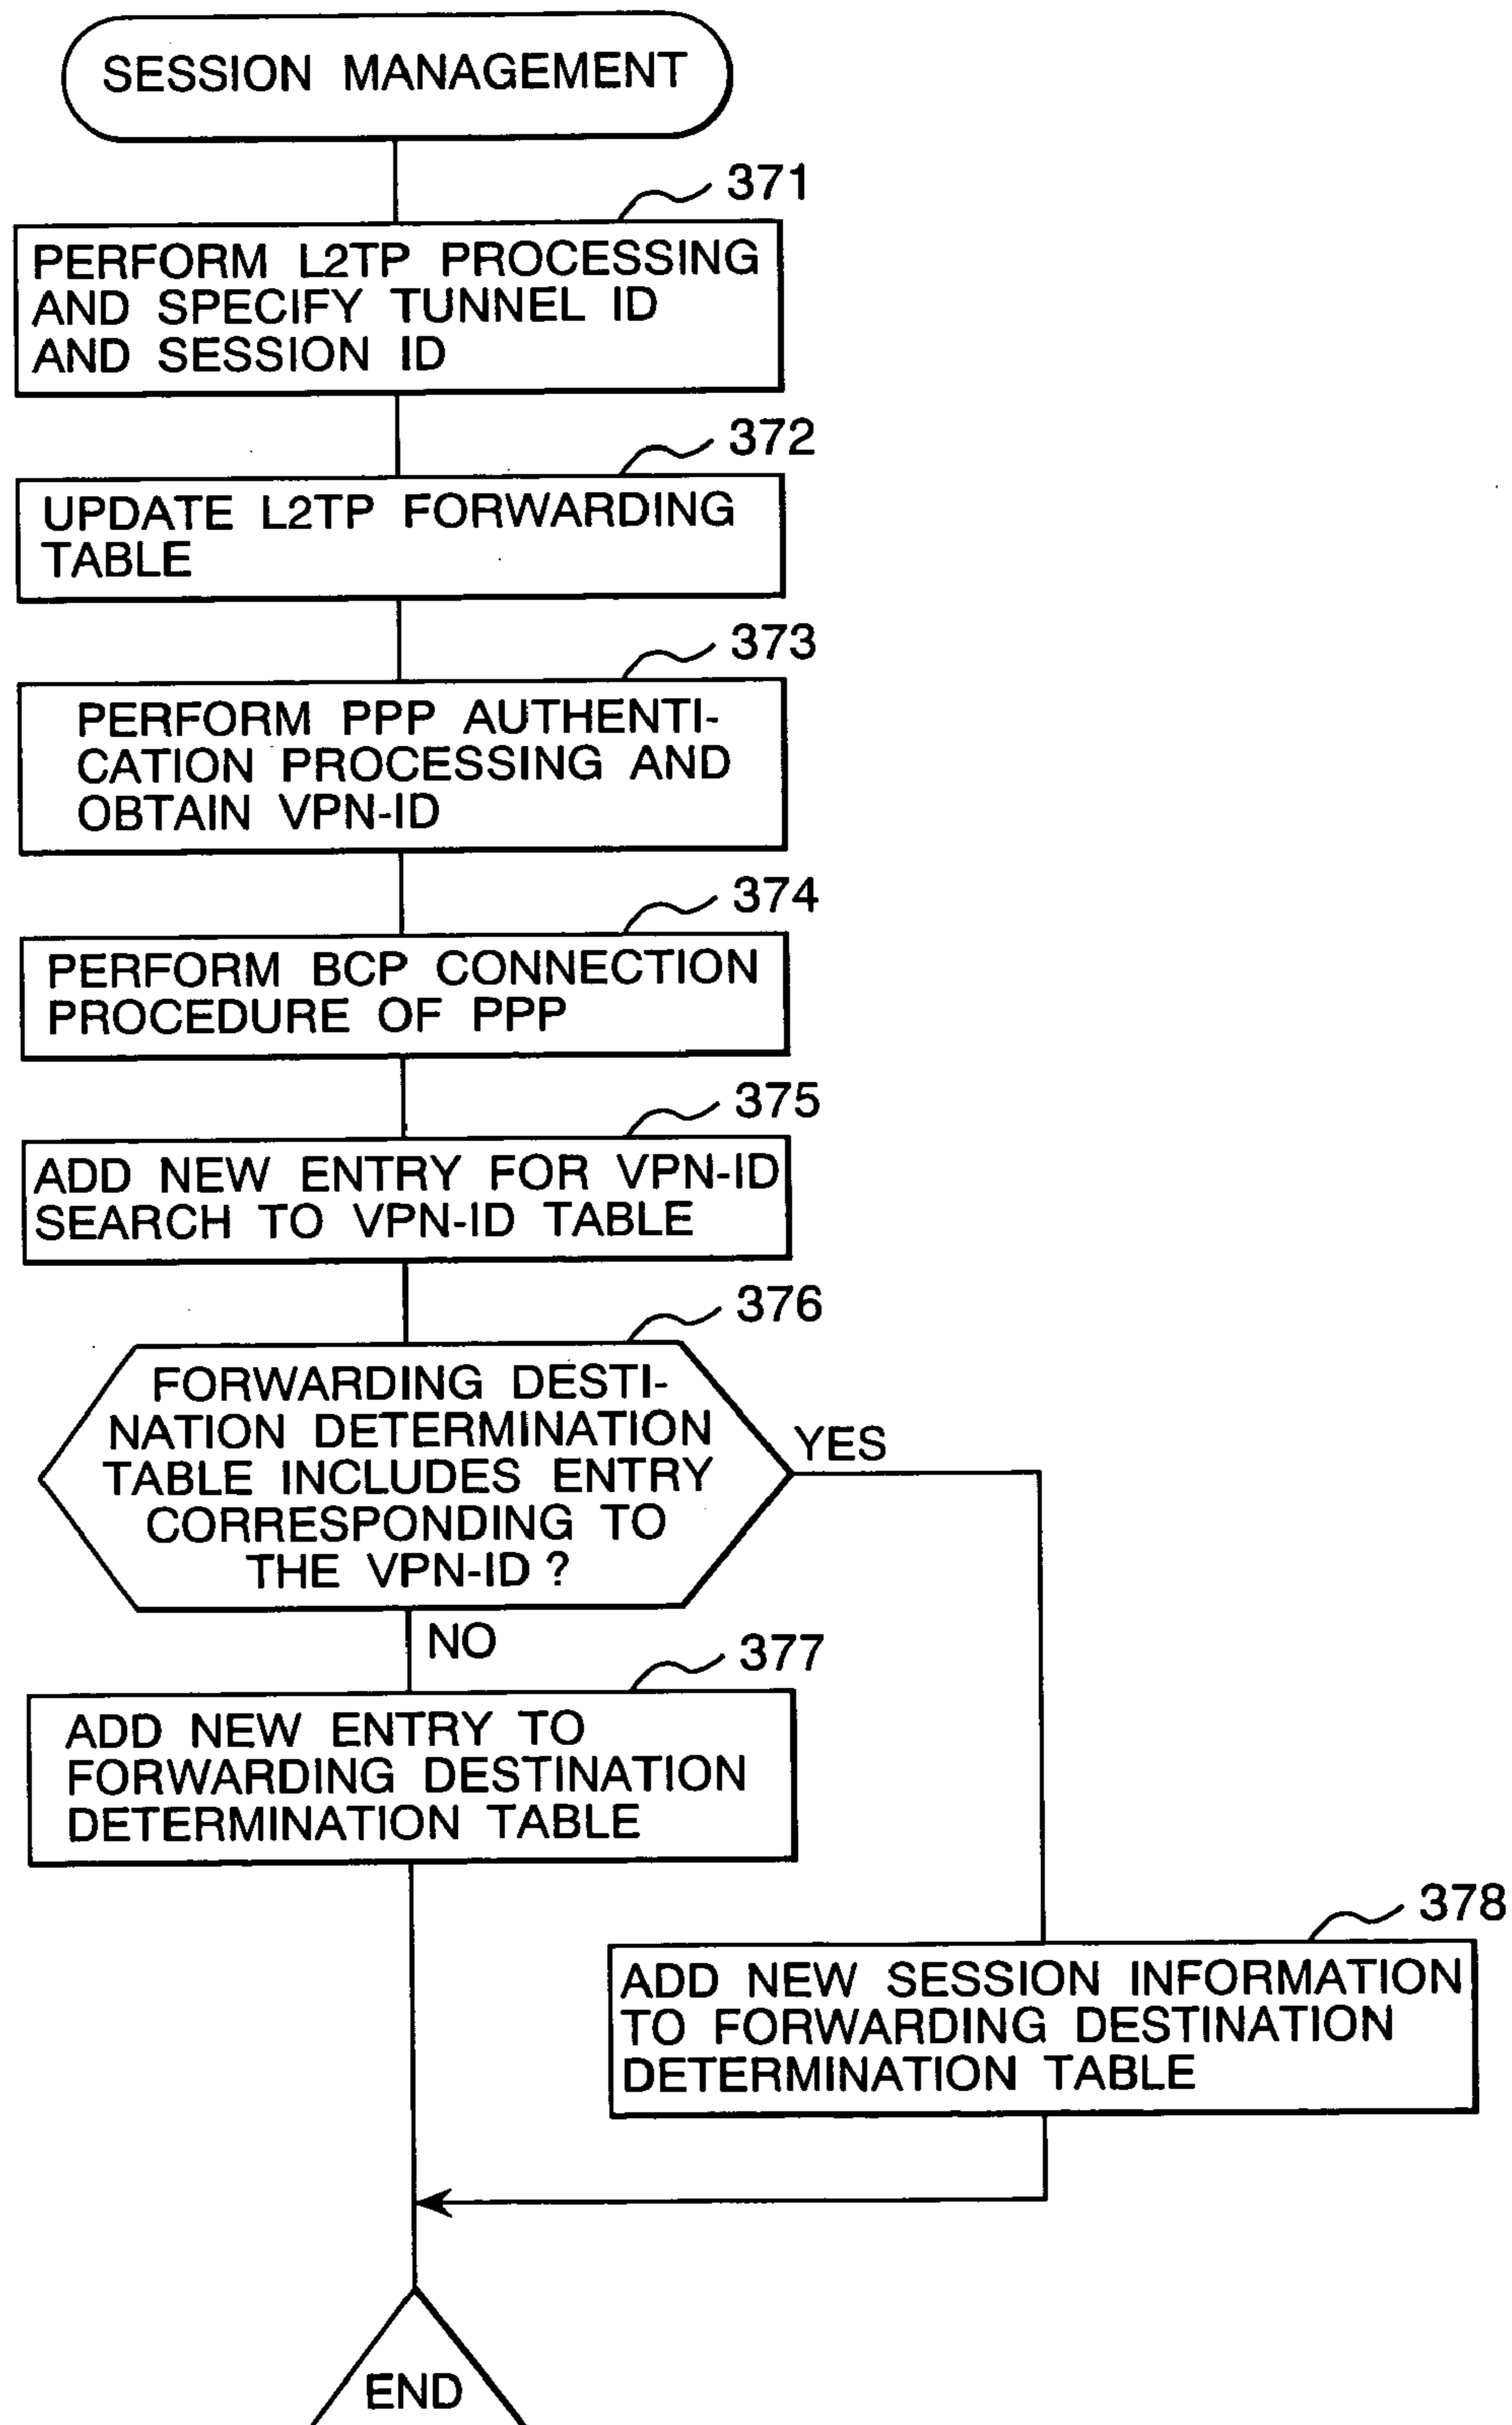 SESSION MANAGEMENT
371
PERFORM L2TP PROCESSING
AND SPECIFY TUNNEL ID
AND SESSION ID
372
UPDATE L2TP FORWARDING
TABLE
373
PERFORM PPP AUTHENTI-
CATION PROCESSING AND
OBTAIN VPN-ID
374
PERFORM BCP CONNECTION
PROCEDURE OF PPP
375
ADD NEW ENTRY FOR VPN-ID
SEARCH TO VPN-ID TABLE
376
FORWARDING DESTI-
NATION DETERMINATION
TABLE INCLUDES ENTRY
CORRESPONDING TO
THE VPN-ID ?
YES
NO
377
ADD NEW ENTRY TO
FORWARDING DESTINATION
DETERMINATION TABLE
378
ADD NEW SESSION INFORMATION
TO FORWARDING DESTINATION
DETERMINATION TABLE
END